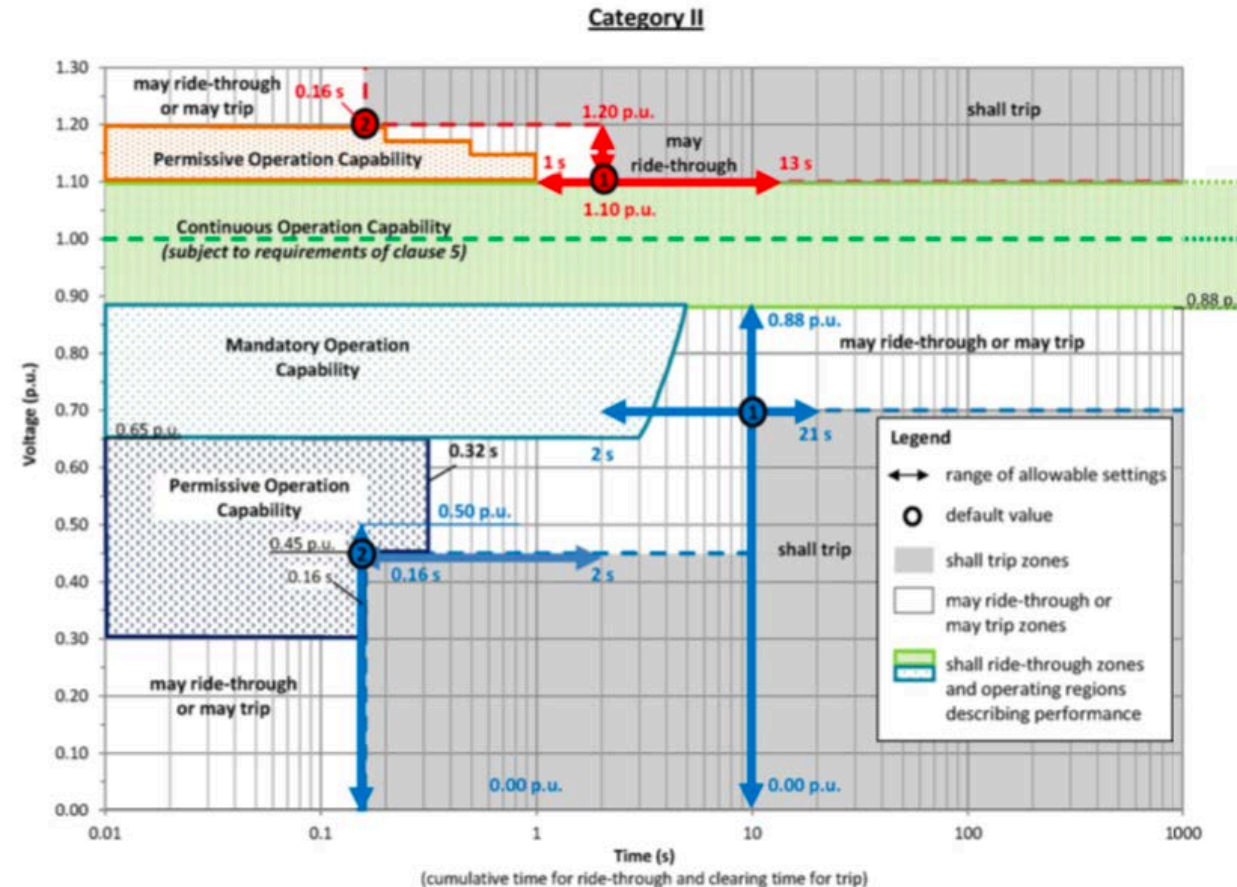 Category II
1.30
1.20
1.10
1.00
0.90
0.80
0.70
0.60
0.50
0.40
0.30
0.20
0.10
0.00
Voltage (p.u.)
may ride-through
or may trip
0.16 s
2
1.20 p.u.
shall trip
may
ride-through
Permissive Operation Capability
1 s
1
13 s
1.10 p.u.
Continuous Operation Capability
(subject to requirements of clause 5)
0.88 p.
0.88 p.u.
Mandatory Operation
Capability
may ride-through or may trip
1
0.65 p.u.
2 s
21 s
0.32 s
Permissive Operation
Capability
0.50 p.u.
0.45 p.u.
2
shall trip
0.16 s
0.16 s
2 s
may ride-through
or may trip
0.00 p.u.
0.00 p.u.
Legend
range of allowable settings
0
default value
shall trip zones
may ride-through or
may trip zones
shall ride-through zones
and operating regions
describing performance
0.01
0.1
1
10
100
1000
Time (s)
(cumulative time for ride-through and clearing time for trip)